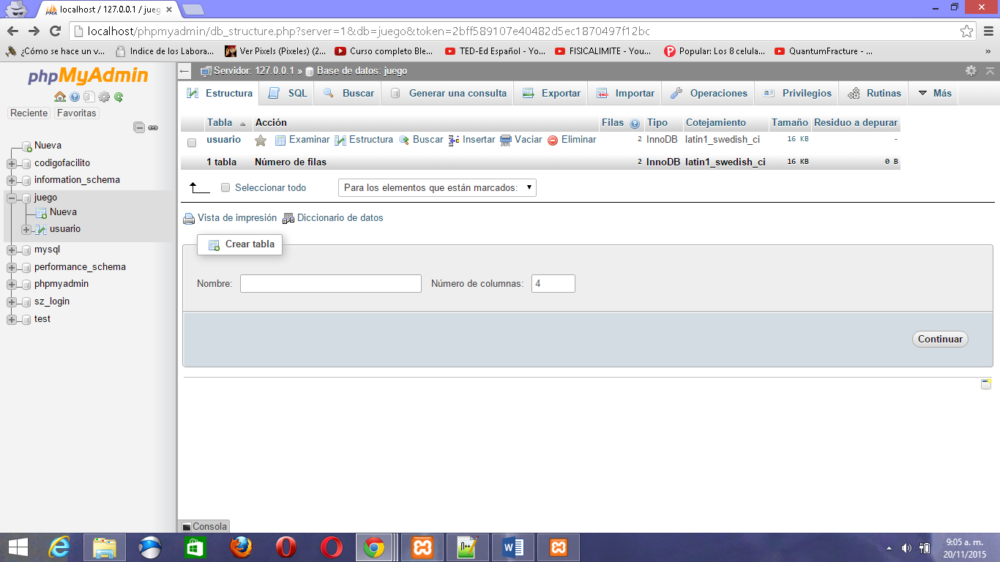 localhost / 127.0.0.1 / jueg
localhost/phpmyadmin/db_structure.php?server=1&db=juego&token=2bff589107e40482d5ec1870497f12bc
¿Cómo se hace un v... Indice de los Labora... Ver Pixels (Pixeles) (2... Curso completo Ble... TED-Ed Español - Yo... FISICALIMITE - You... Popular: Los 8 celula... QuantumFracture - ... »
phpMyAdmin
Reciente Favoritas
Nueva
codigofacilito
information_schema
juego
Nueva
usuario
mysql
performance_schema
phpmyadmin
sz_login
test
Servidor: 127.0.0.1 » Base de datos: juego
Estructura SQL Buscar Generar una consulta Exportar Importar Operaciones Privilegios Rutinas Más
Tabla Acción Filas Tipo Cotejamiento Tamaño Residuo a depurar
usuario Examinar Estructura Buscar Insertar Vaciar Eliminar 2 InnoDB latin1_swedish_ci 16 KB -
1 tabla Número de filas 2 InnoDB latin1_swedish_ci 16 KB 0 B
Seleccionar todo Para los elementos que están marcados:
Vista de impresión Diccionario de datos
Crear tabla
Nombre: Número de columnas: 4
Continuar
Consola
9:05 a. m.
20/11/2015